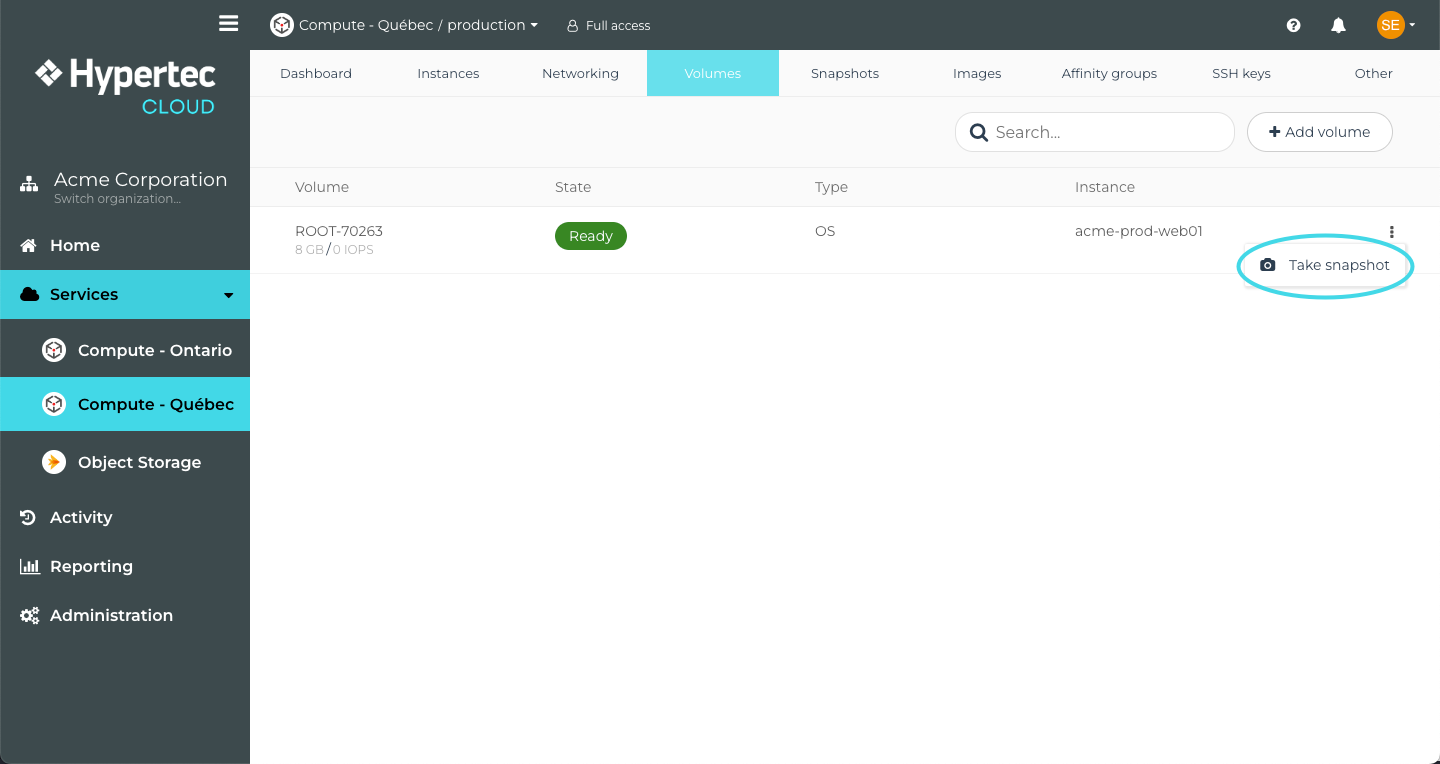 Compute - Québec / production
Full access
SE
Hypertec
CLOUD
Acme Corporation
Switch organization...
Home
Services
Compute - Ontario
Compute - Québec
Object Storage
Activity
Reporting
Administration
Dashboard Instances Networking Volumes Snapshots Images Affinity groups SSH keys Other
Search...
Add volume
Volume State Type Instance
ROOT-70263 Ready OS acme-prod-web01
8 GB / 0 IOPS
Take snapshot